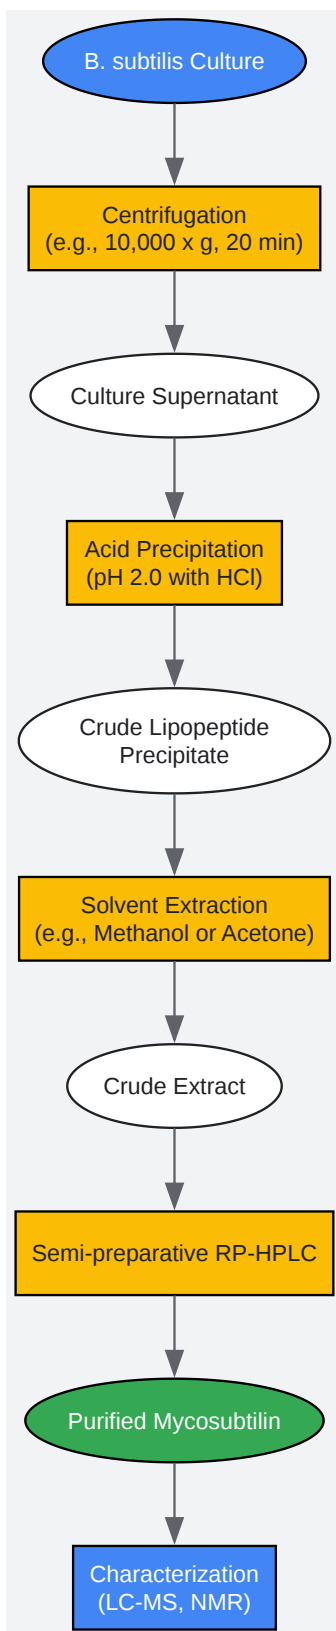 B. subtilis Culture
Centrifugation
(e.g., 10,000 x g, 20 min)
Culture Supernatant
Acid Precipitation
(pH 2.0 with HCl)
Crude Lipopeptide
Precipitate
Solvent Extraction
(e.g., Methanol or Acetone)
Crude Extract
Semi-preparative RP-HPLC
Purified Mycosubtilin
Characterization
(LC-MS, NMR)